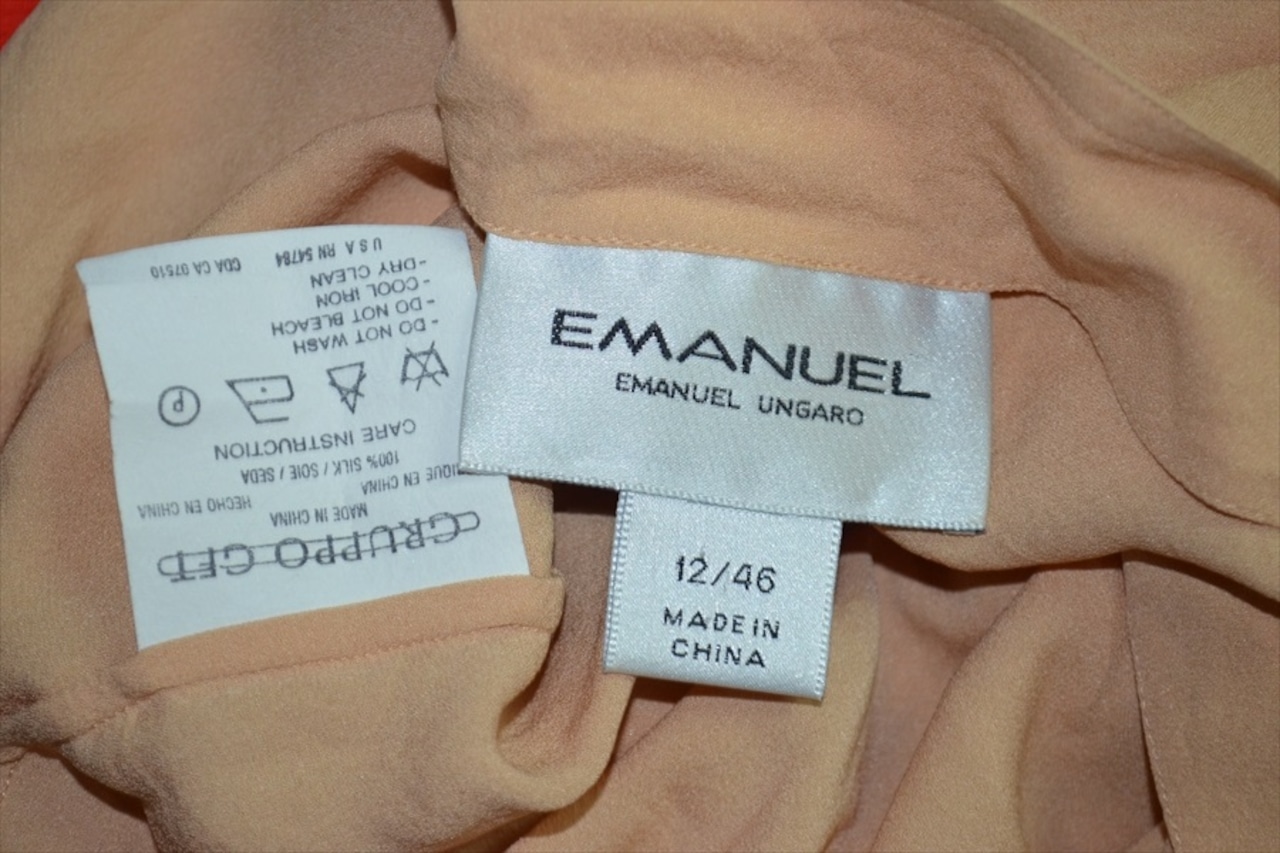 EMANUEL
EMANUEL UNGARO
12/46
MADE IN
CHINA
GRUPPO GFT
MADE IN CHINA HECHO EN CHINA
IQUE EN CHINA
100% SILK / SOIE / SEDA
CARE INSTRUCTION
P
- DO NOT WASH
- DO NOT BLEACH
- COOL IRON
- DRY CLEAN
U S A RN 54784 CDA CA 07510